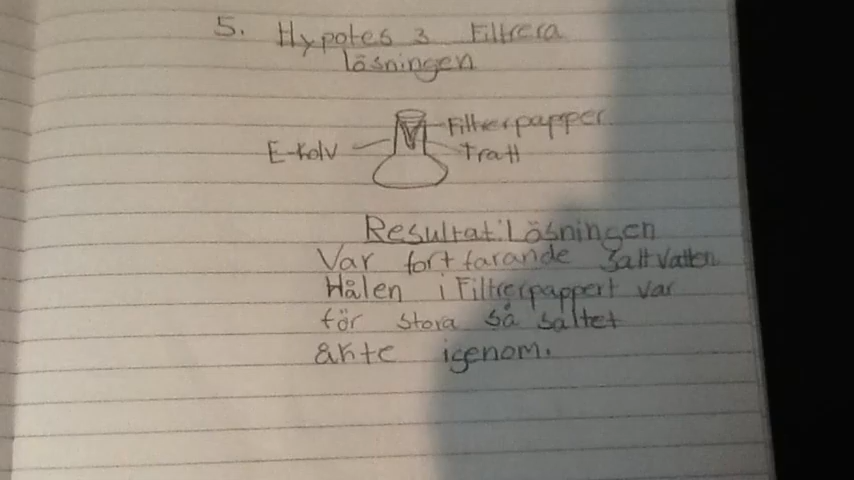 5. Hypotes 3 Filtrera
lösningen
Filterpapper
E-kolv
Tratt
Resultat: Lösningen
Var fortfarande Saltvatten
Hålen i Filtrerpappert var
för stora så saltet
åkte igenom.